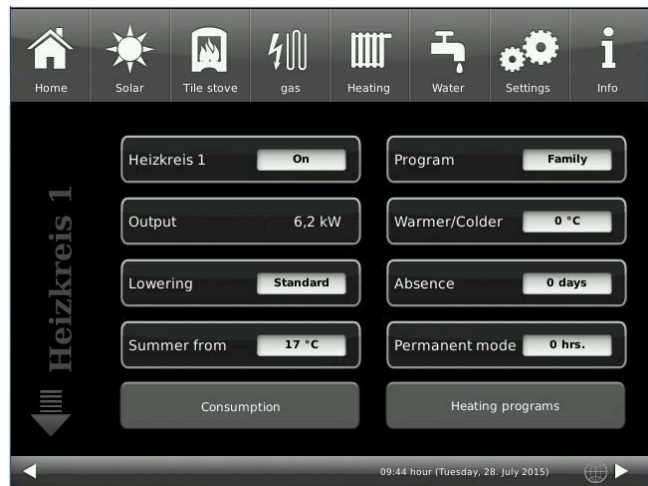 Home Solar Tile stove gas Heating Water Settings Info
Heizkreis 1
Heizkreis 1 On
Program Family
Output 6,2 kW
Warmer/Colder 0 °C
Lowering Standard
Absence 0 days
Summer from 17 °C
Permanent mode 0 hrs.
Consumption
Heating programs
09:44 hour (Tuesday, 28. July 2015)